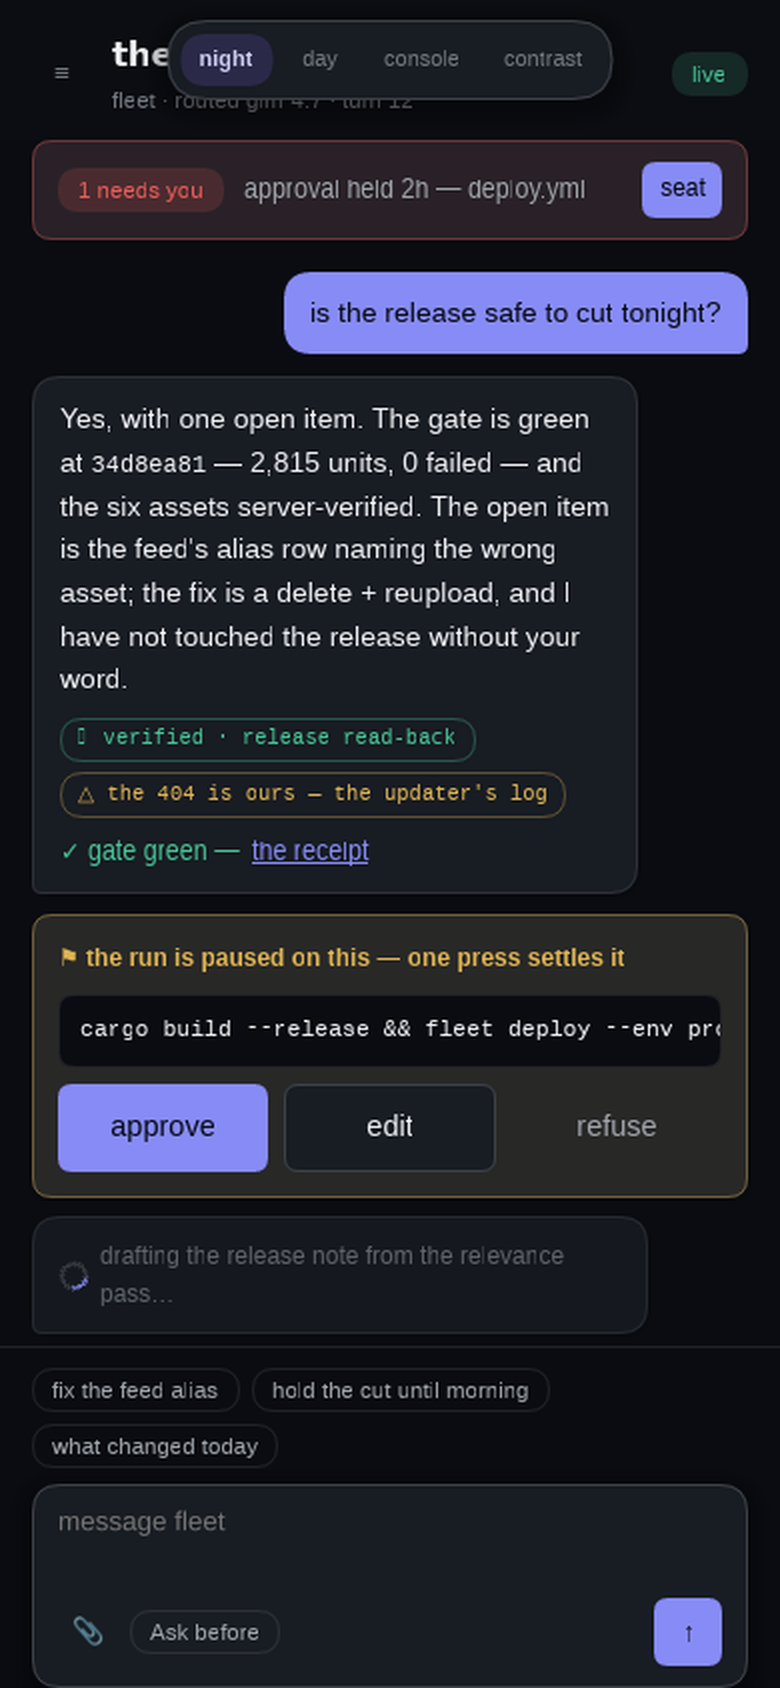 ≡
the
night day console contrast
live
fleet · routed glm 4.7 · turn 12
1 needs you approval held 2h — deploy.yml seat
is the release safe to cut tonight?
Yes, with one open item. The gate is green
at 34d8ea81 — 2,815 units, 0 failed — and
the six assets server-verified. The open item
is the feed's alias row naming the wrong
asset; the fix is a delete + reupload, and I
have not touched the release without your
word.
verified · release read-back
△ the 404 is ours — the updater's log
✓ gate green — the receipt
⚑ the run is paused on this — one press settles it
cargo build --release && fleet deploy --env
approve edit refuse
drafting the release note from the relevance
pass…
fix the feed alias hold the cut until morning
what changed today
message fleet
Ask before ↑